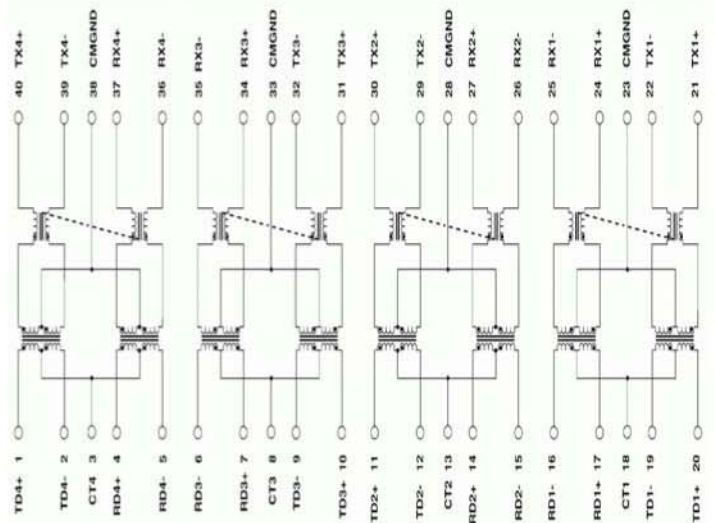 40 TX4+
39 TX4-
38 CMGND
37 RX4+
36 RX4-
35 RX3-
34 RX3+
33 CMGND
32 TX3-
31 TX3+
30 TX2+
29 TX2-
28 CMGND
27 RX2+
26 RX2-
25 RX1-
24 RX1+
23 CMGND
22 TX1-
21 TX1+
TD4+ 1
TD4- 2
CT4 3
RD4+ 4
RD4- 5
RD3- 6
RD3+ 7
CT3 8
TD3- 9
TD3+ 10
TD2+ 11
TD2- 12
CT2 13
RD2+ 14
RD2- 15
RD1- 16
RD1+ 17
CT1 18
TD1- 19
TD1+ 20